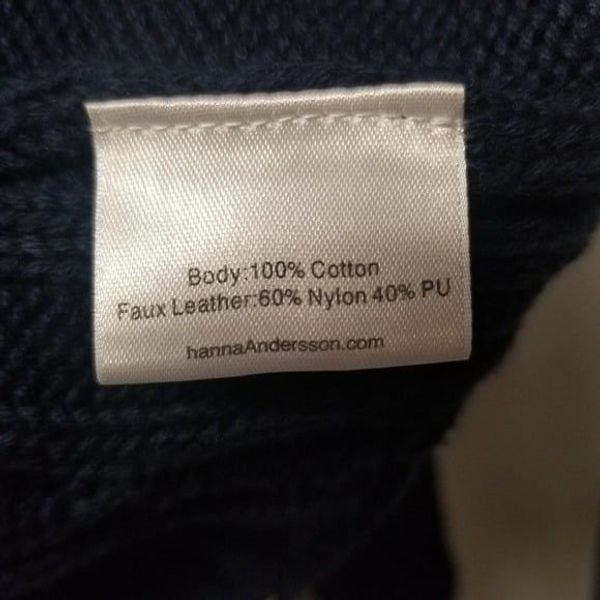 Body:100% Cotton
Faux Leather:60% Nylon 40% PU
hannaAndersson.com